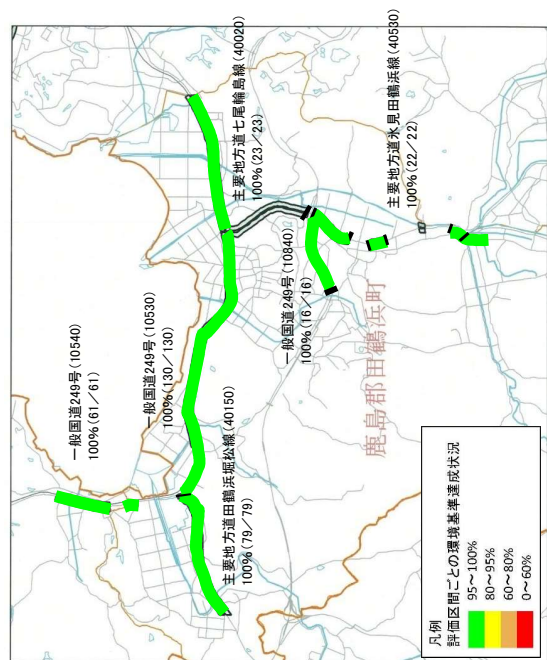 一般国道249号(10540)
100%(61/61)
一般国道249号(10530)
100%(130/130)
主要地方道田鶴浜堀松線(40150)
100%(79/79)
主要地方道七尾輪島線(40020)
100%(23/23)
一般国道249号(10840)
100%(16/16)
主要地方道氷見田鶴浜線(40530)
100%(22/22)
鹿島郡田鶴浜町
凡例
評価区間ごとの環境基準達成状況
95~100%
80~95%
60~80%
0~60%